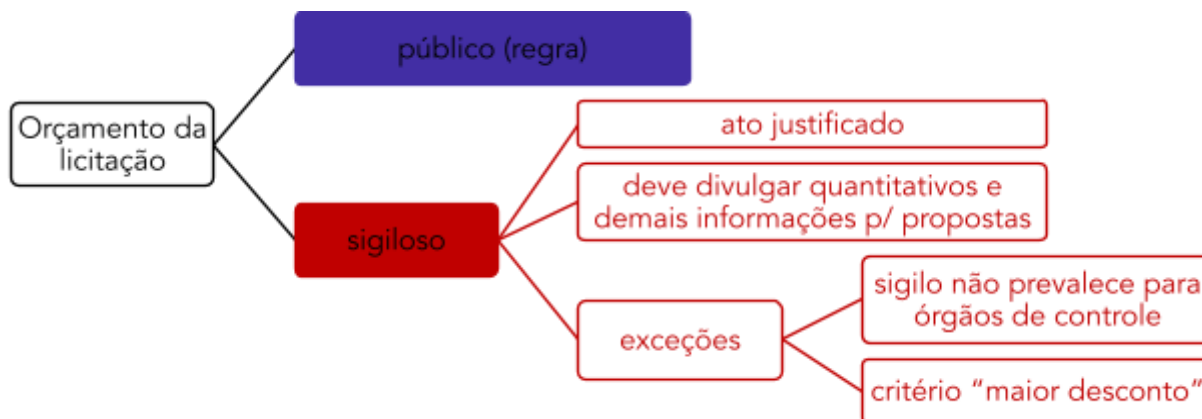 público (regra)
Orçamento da
licitação
ato justificado
deve divulgar quantitativos e
demais informações p/ propostas
sigiloso
sigilo não prevalece para
órgãos de controle
exceções
critério “maior desconto”